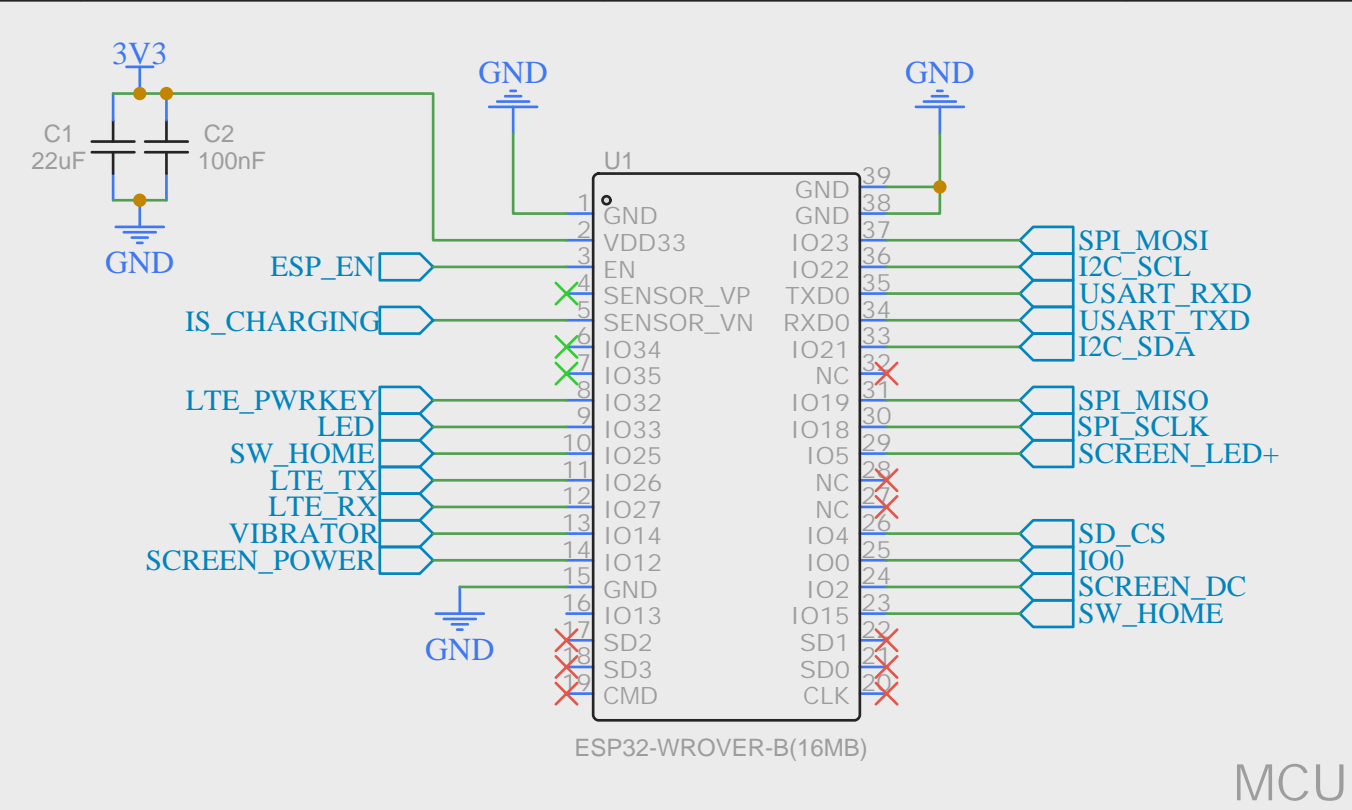 3V3
C1
22uF
C2
100nF
GND
GND
GND
U1
1
GND
2
VDD33
3
EN
4
SENSOR_VP
5
SENSOR_VN
6
IO34
7
IO35
8
IO32
9
IO33
10
IO25
11
IO26
12
IO27
13
IO14
14
IO12
15
GND
16
IO13
17
SD2
18
SD3
19
CMD
ESP_EN
IS_CHARGING
LTE_PWRKEY
LED
SW_HOME
LTE_TX
LTE_RX
VIBRATOR
SCREEN_POWER
GND
39
GND
38
GND
37
IO23
36
IO22
35
TXD0
34
RXD0
33
IO21
32
NC
31
IO19
30
IO18
29
IO5
28
NC
27
NC
26
IO4
25
IO0
24
IO2
23
IO15
22
SD1
21
SD0
20
CLK
SPI_MOSI
I2C_SCL
USART_RXD
USART_TXD
I2C_SDA
SPI_MISO
SPI_SCLK
SCREEN_LED+
SD_CS
IO0
SCREEN_DC
SW_HOME
ESP32-WROVER-B(16MB)
MCU